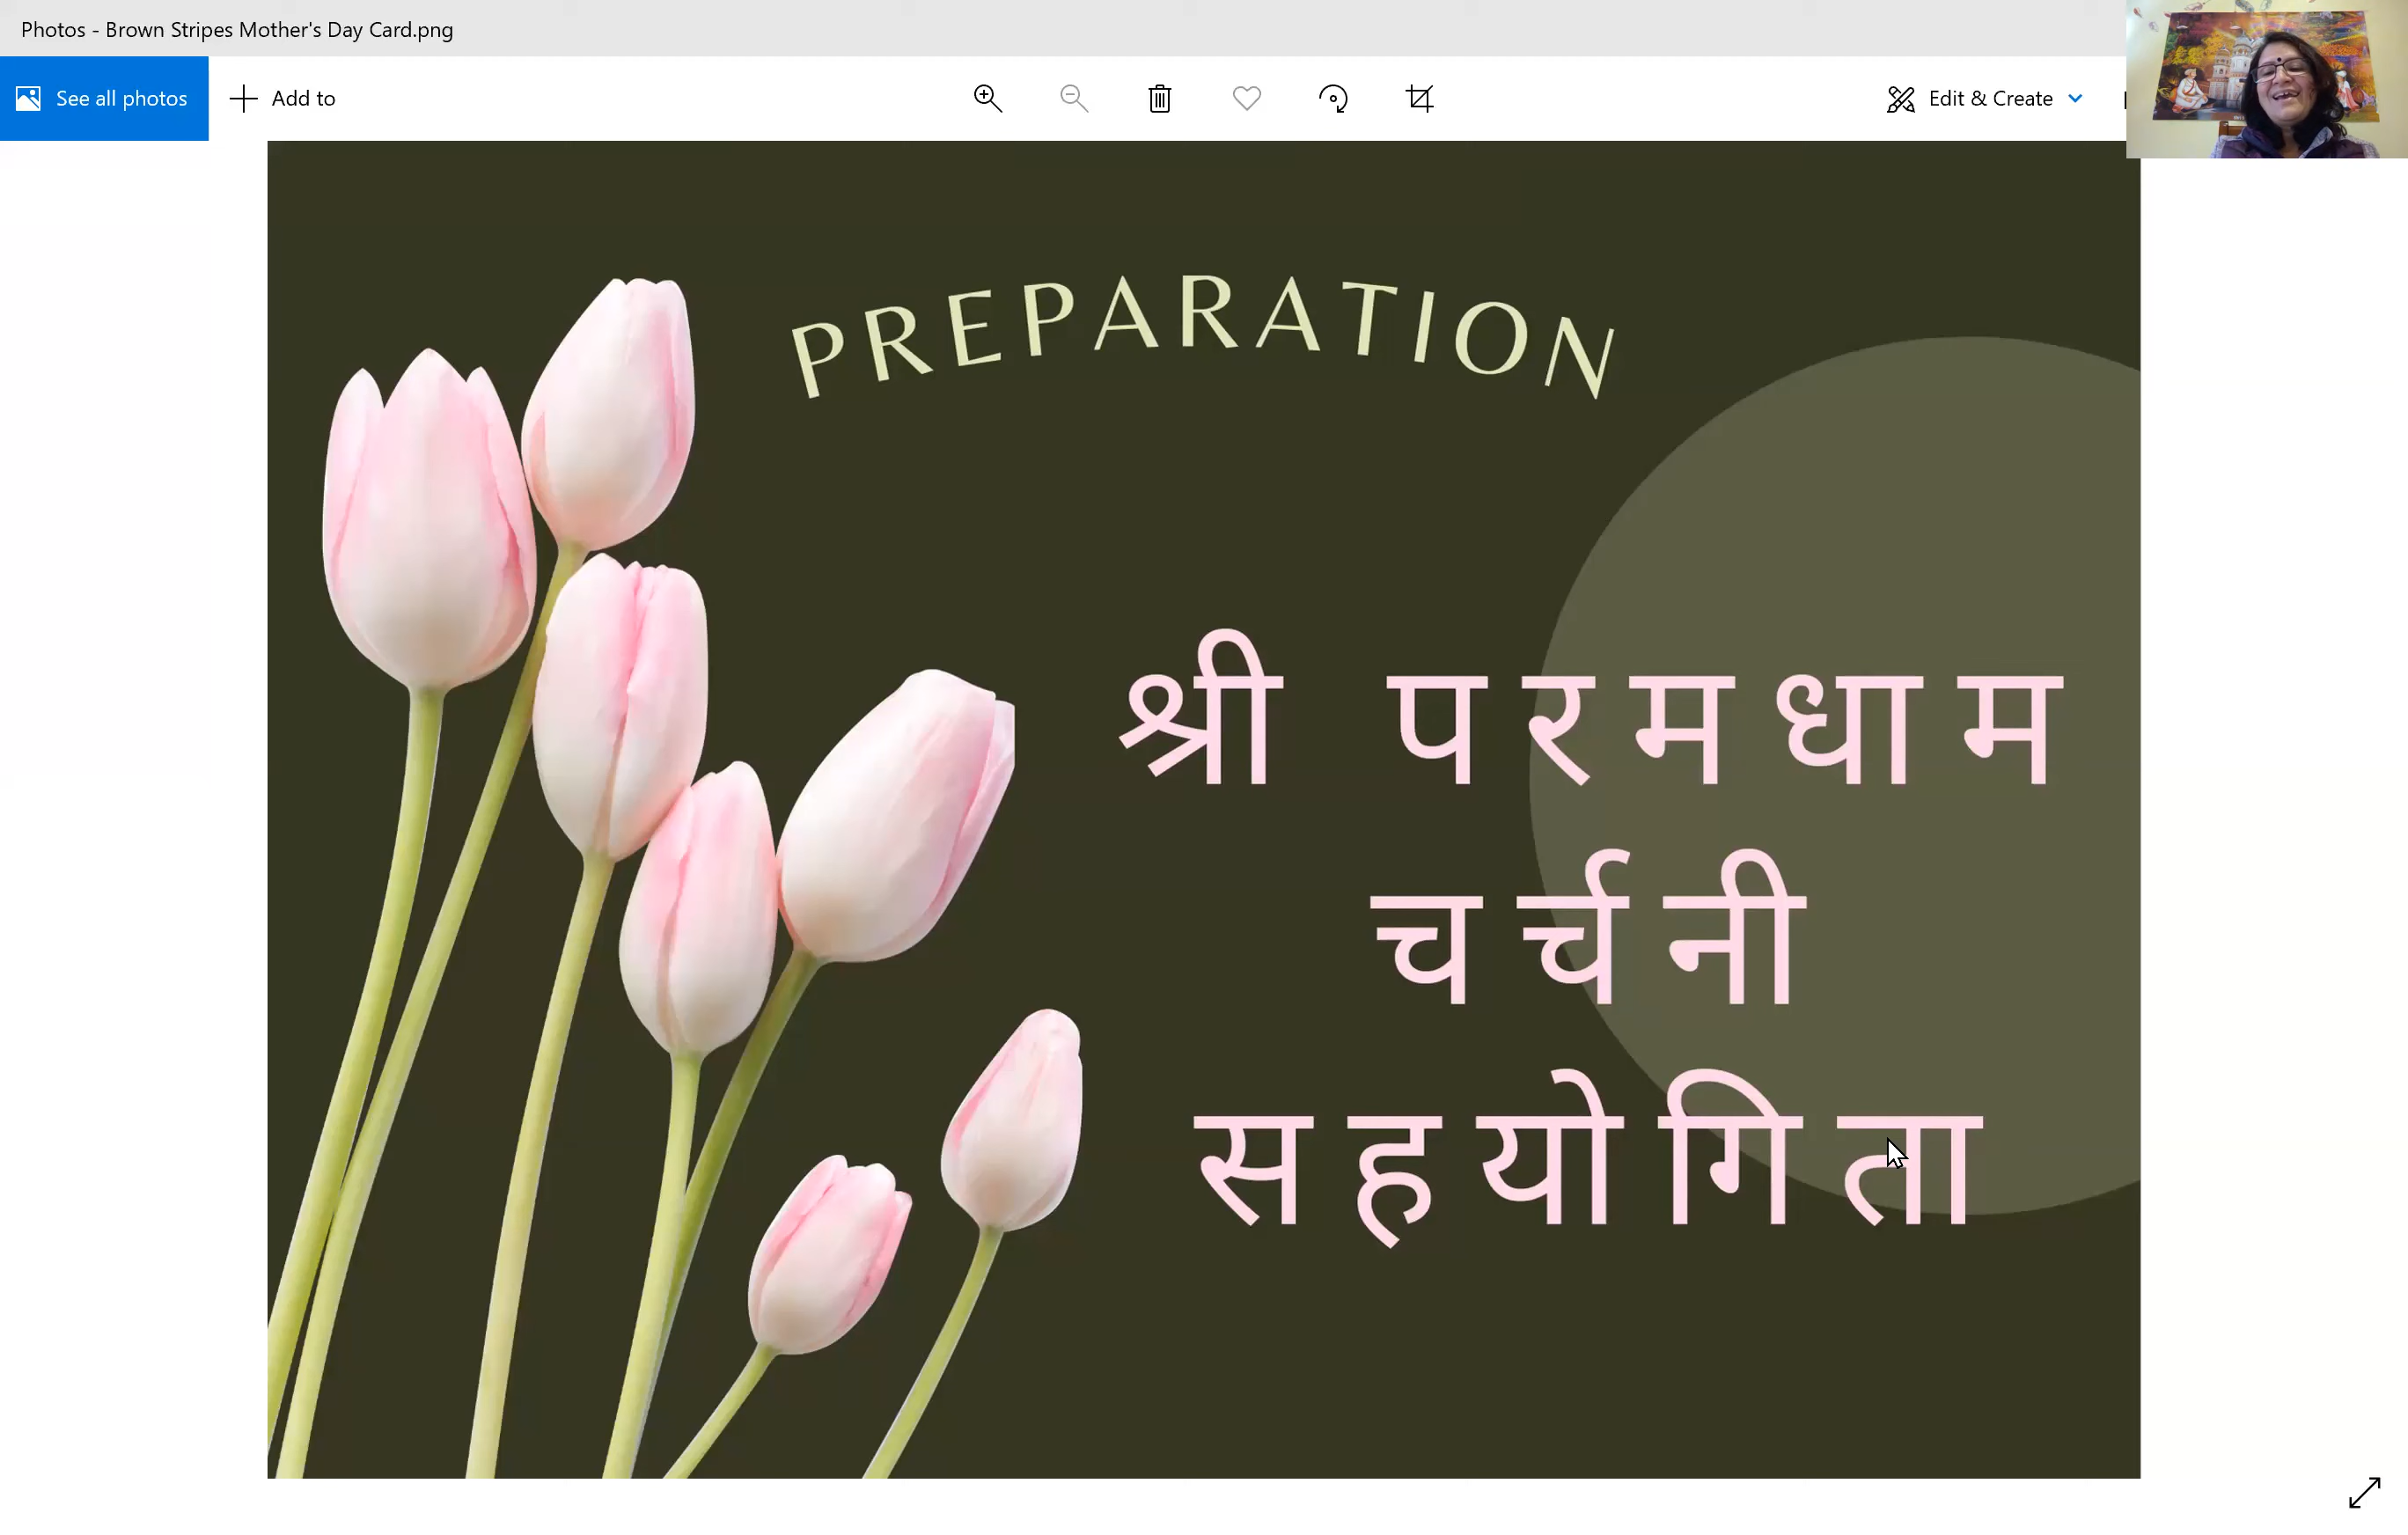 Photos - Brown Stripes Mother's Day Card.png
See all photos
Add to
Edit & Create
PREPARATION
श्री परमधाम
चर्चनी
सहयोगिता